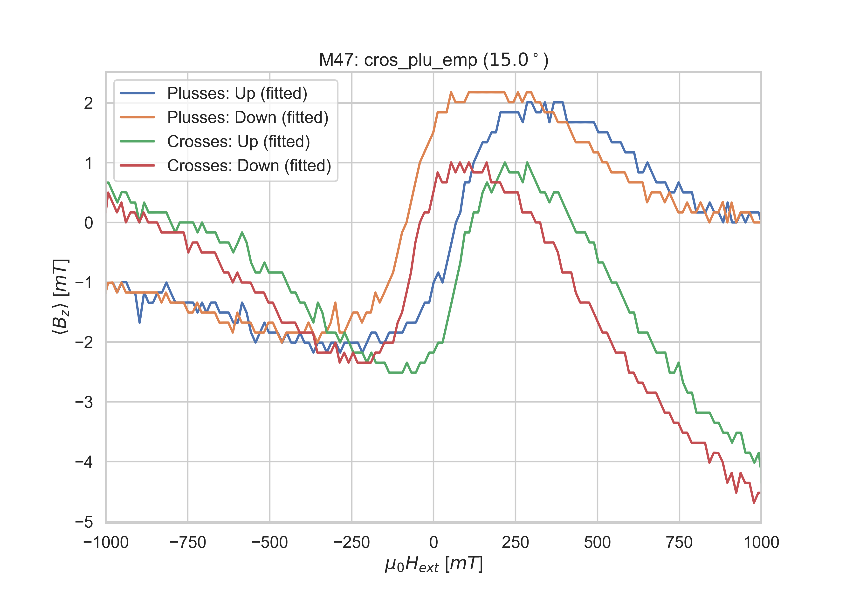 M47: cros_plu_emp (15.0°)
Plusses: Up (fitted)
Plusses: Down (fitted)
Crosses: Up (fitted)
Crosses: Down (fitted)
2
1
0
−1
−2
−3
−4
−5
⟨B_z⟩ [mT]
−1000 −750 −500 −250 0 250 500 750 1000
μ₀H_ext [mT]